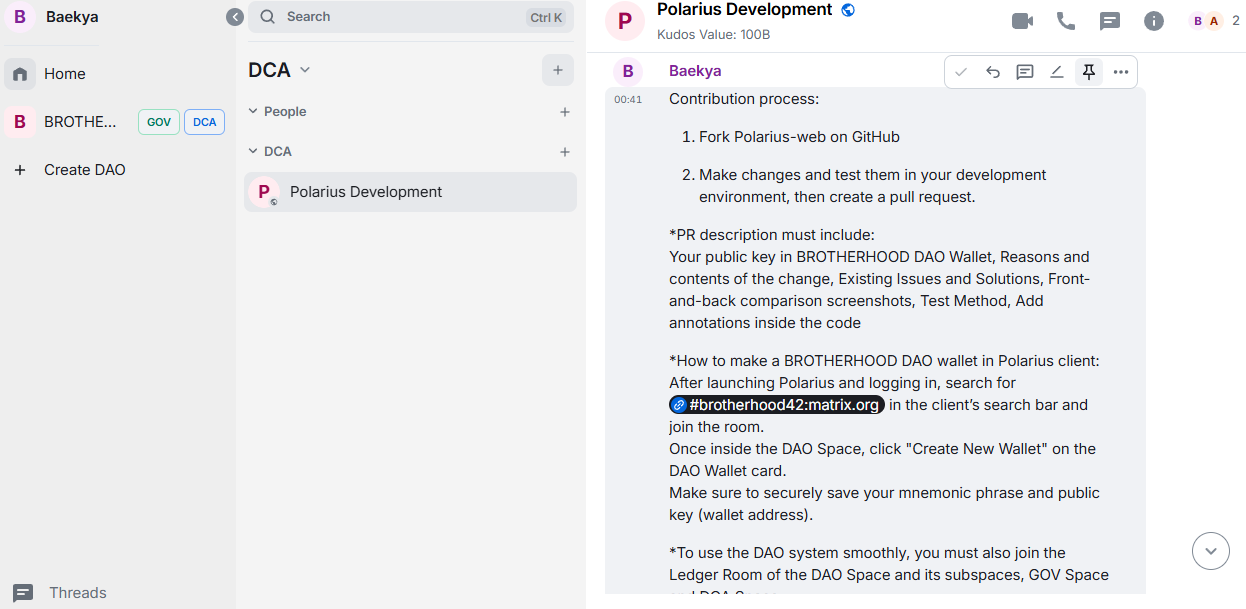 B Baekya
Home
B BROTHE... GOV DCA
+ Create DAO
Threads
Search Ctrl K
DCA
People
DCA
P Polarius Development
P Polarius Development
Kudos Value: 100B
B A 2
B Baekya
00:41 Contribution process:
1. Fork Polarius-web on GitHub
2. Make changes and test them in your development
environment, then create a pull request.
*PR description must include:
Your public key in BROTHERHOOD DAO Wallet, Reasons and
contents of the change, Existing Issues and Solutions, Front-
and-back comparison screenshots, Test Method, Add
annotations inside the code
*How to make a BROTHERHOOD DAO wallet in Polarius client:
After launching Polarius and logging in, search for
#brotherhood42:matrix.org in the client’s search bar and
join the room.
Once inside the DAO Space, click "Create New Wallet" on the
DAO Wallet card.
Make sure to securely save your mnemonic phrase and public
key (wallet address).
*To use the DAO system smoothly, you must also join the
Ledger Room of the DAO Space and its subspaces, GOV Space